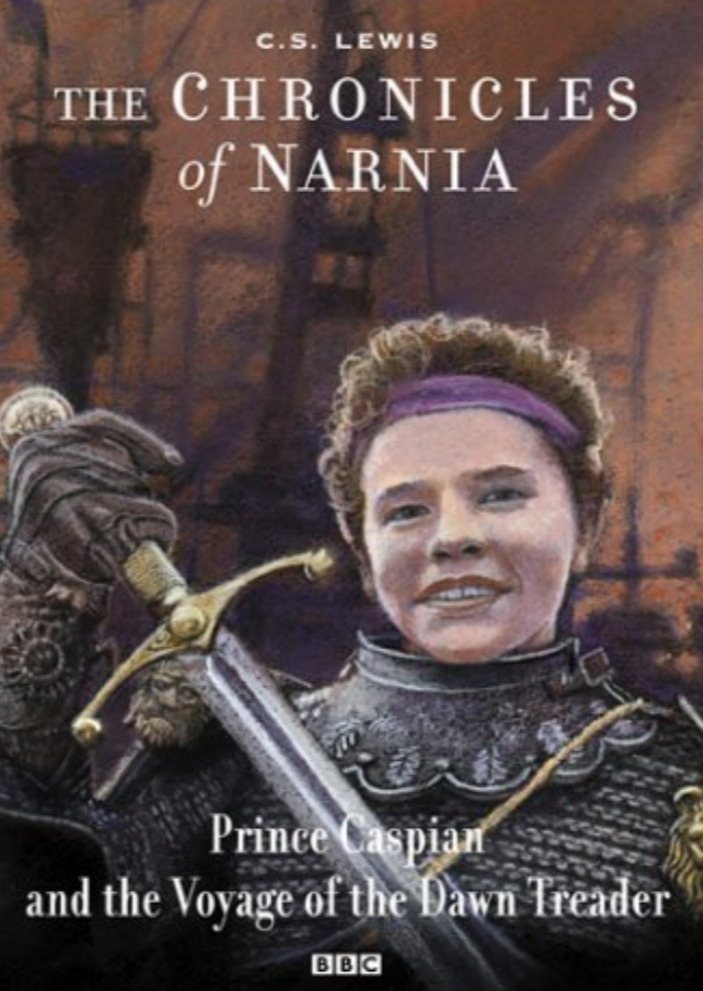 C.S. LEWIS
THE CHRONICLES
of NARNIA
Prince Caspian
and the Voyage of the Dawn Treader
BBC